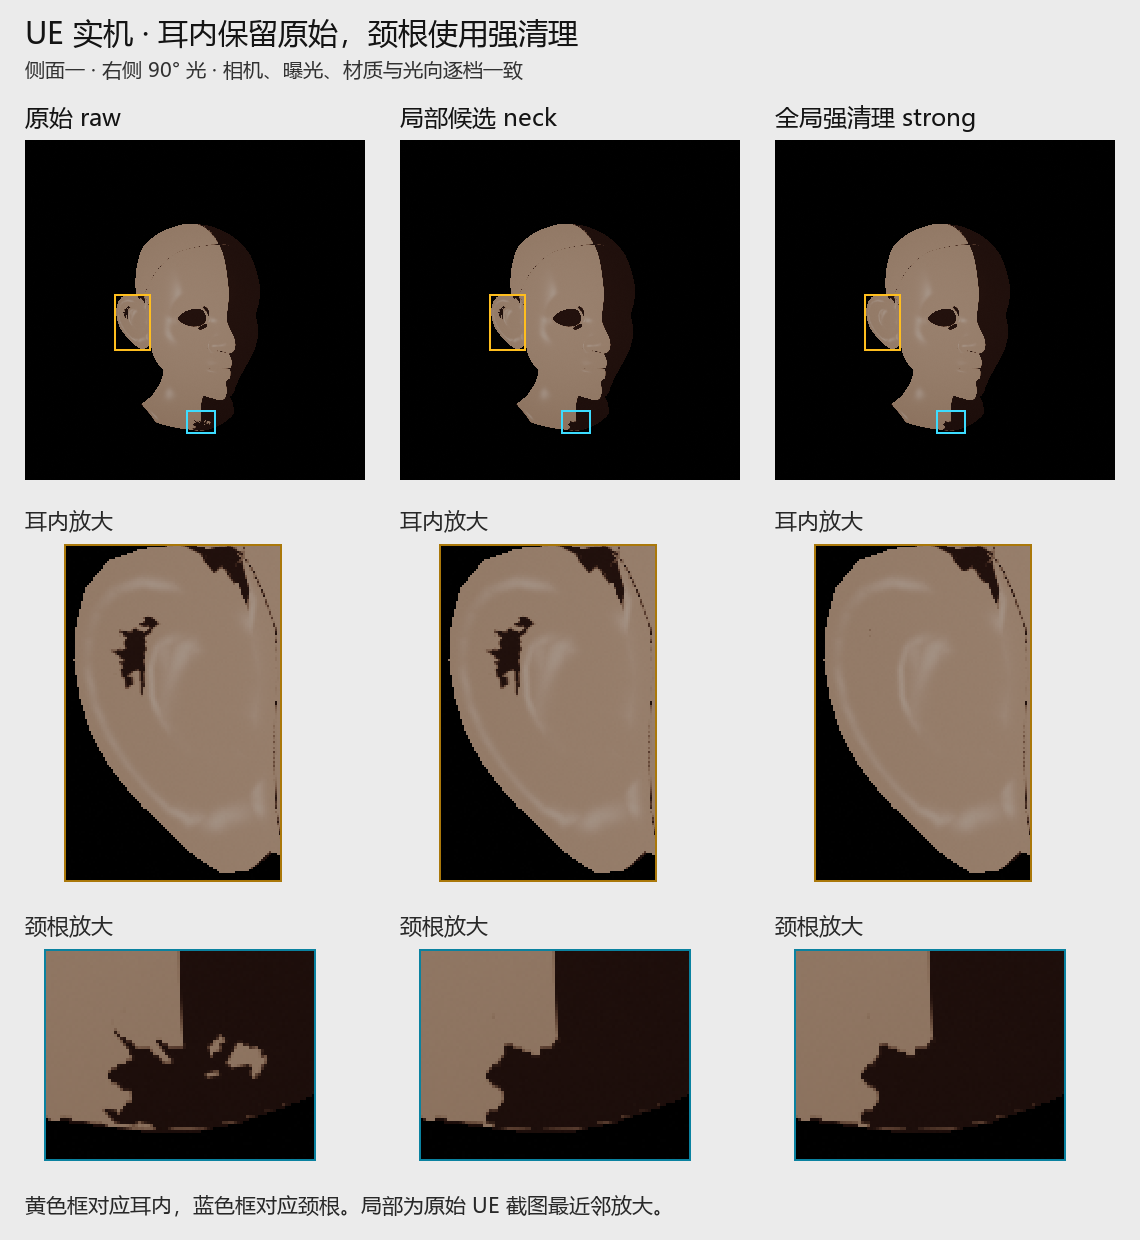 UE 实机 · 耳内保留原始，颈根使用强清理
侧面一 · 右侧 90° 光 · 相机、曝光、材质与光向逐档一致
原始 raw
局部候选 neck
全局强清理 strong
耳内放大
耳内放大
耳内放大
颈根放大
颈根放大
颈根放大
黄色框对应耳内，蓝色框对应颈根。局部为原始 UE 截图最近邻放大。